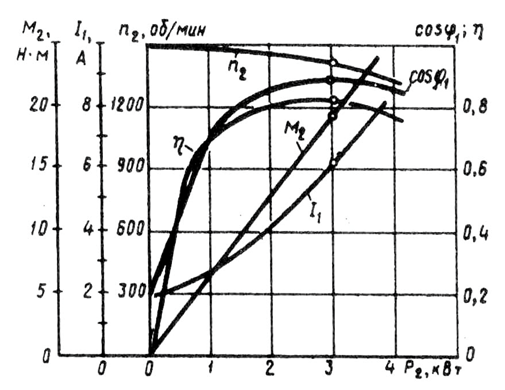 M₂, I₁, n₂, об/мин cosφ₁; η
Н·м А
n₂
cosφ₁
20 8 1200 0,8
M₂
η
15 6 900 0,6
I₁
10 4 600 0,4
5 2 300 0,2
0 0 0 1 2 3 4 P₂, кВт 0